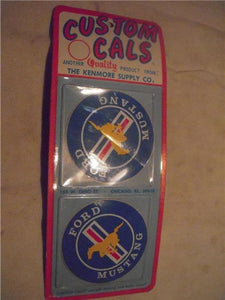 CUSTOM
CALS
ANOTHER Quality PRODUCT FROM:
THE KENMORE SUPPLY CO.
FORD
MUSTANG
CHICAGO, ILL.
FORD
MUSTANG